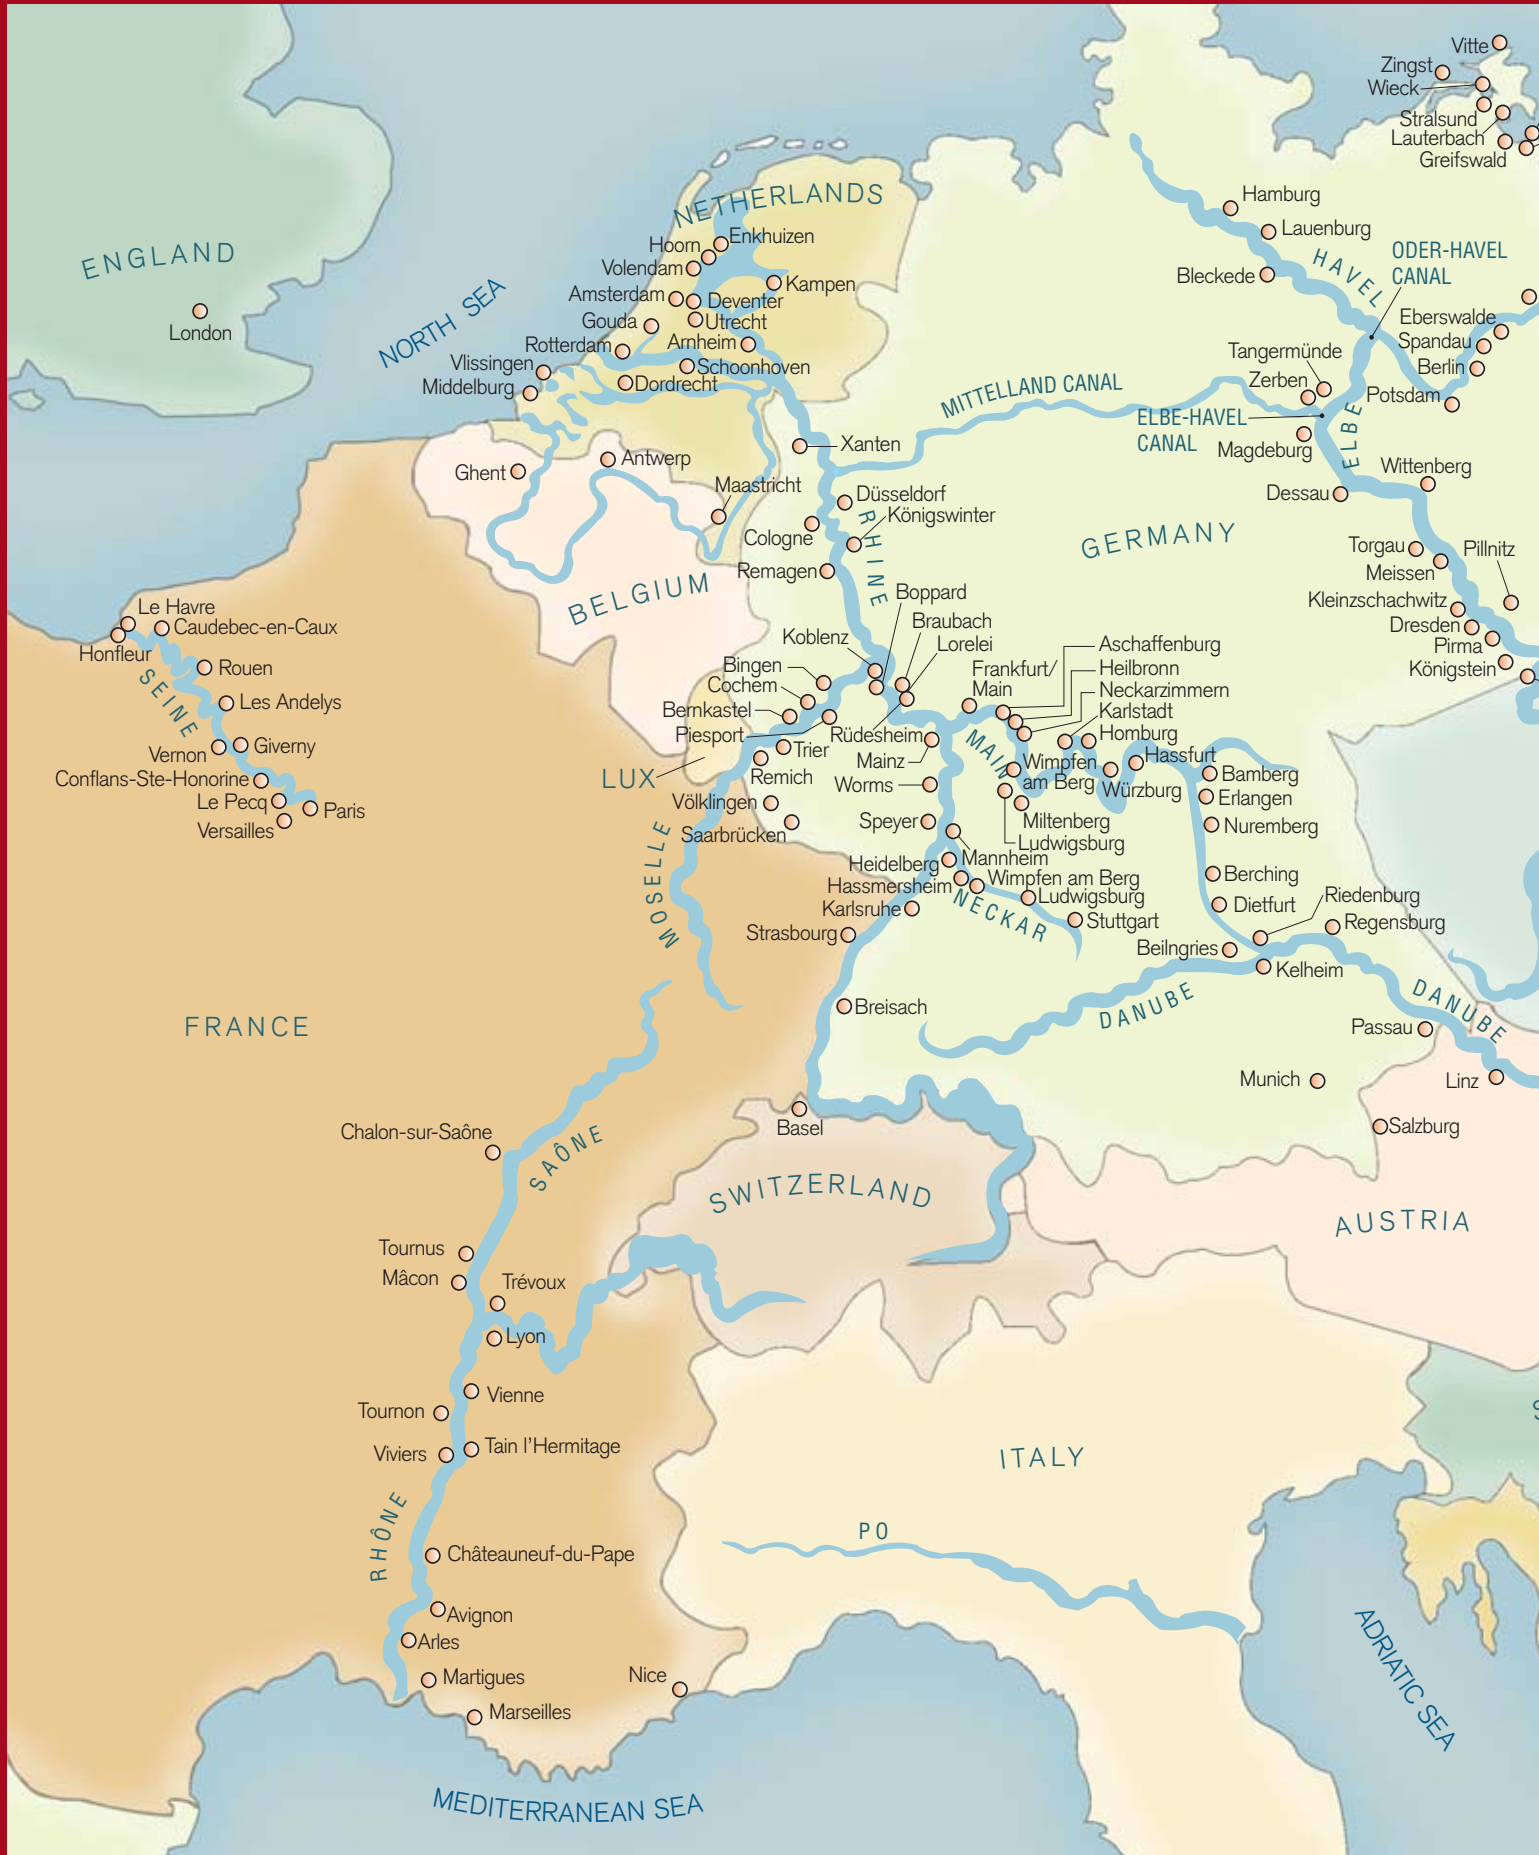 Vitte
Zingst
Wieck
Stralsund
Lauterbach
Greifswald
NETHERLANDS
Hamburg
Lauenburg
Enkhuizen
Hoorn
ENGLAND
HAVEL
ODER-HAVEL
CANAL
Volendam
Bleckede
Kampen
NORTH SEA
Amsterdam
Deventer
London
Gouda
Utrecht
Eberswalde
Rotterdam
Arnheim
Spandau
Tangermünde
Vlissingen
Schoonhoven
Berlin
Middelburg
Dordrecht
MITTELLAND CANAL
Zerben
Potsdam
ELBE-HAVEL
CANAL
ELBE
Xanten
Magdeburg
Ghent
Antwerp
Wittenberg
Maastricht
Düsseldorf
Dessau
Königswinter
Cologne
RHINE
GERMANY
Torgau
Pillnitz
Remagen
Meissen
BELGIUM
Boppard
Kleinzschachwitz
Le Havre
Braubach
Dresden
Caudebec-en-Caux
Koblenz
Lorelei
Aschaffenburg
Pirma
Honfleur
Bingen
Frankfurt/
Main
Heilbronn
Königstein
Rouen
Cochem
Neckarzimmern
SEINE
Les Andelys
Bernkastel
Karlstadt
Piesport
Rüdesheim
Homburg
Vernon
Giverny
Trier
MAIN
Hassfurt
Mainz
Wimpfen
am Berg
Conflans-Ste-Honorine
LUX
Remich
Bamberg
Worms
Würzburg
Le Pecq
Paris
Völklingen
Erlangen
Versailles
Saarbrücken
Speyer
Miltenberg
Nuremberg
MOSELLE
Ludwigsburg
Heidelberg
Mannheim
Berching
Hassmersheim
Wimpfen am Berg
Karlsruhe
NECKAR
Ludwigsburg
Dietfurt
Riedenburg
Stuttgart
Regensburg
Strasbourg
Beilngries
Kelheim
Breisach
DANUBE
DANUBE
FRANCE
Passau
Munich
Linz
Basel
Salzburg
Chalon-sur-Saône
SAÔNE
SWITZERLAND
AUSTRIA
Tournus
Mâcon
Trévoux
Lyon
Vienne
Tournon
Viviers
Tain l'Hermitage
ITALY
RHÔNE
PO
Châteauneuf-du-Pape
Avignon
Arles
ADRIATIC SEA
Martigues
Nice
Marseilles
MEDITERRANEAN SEA